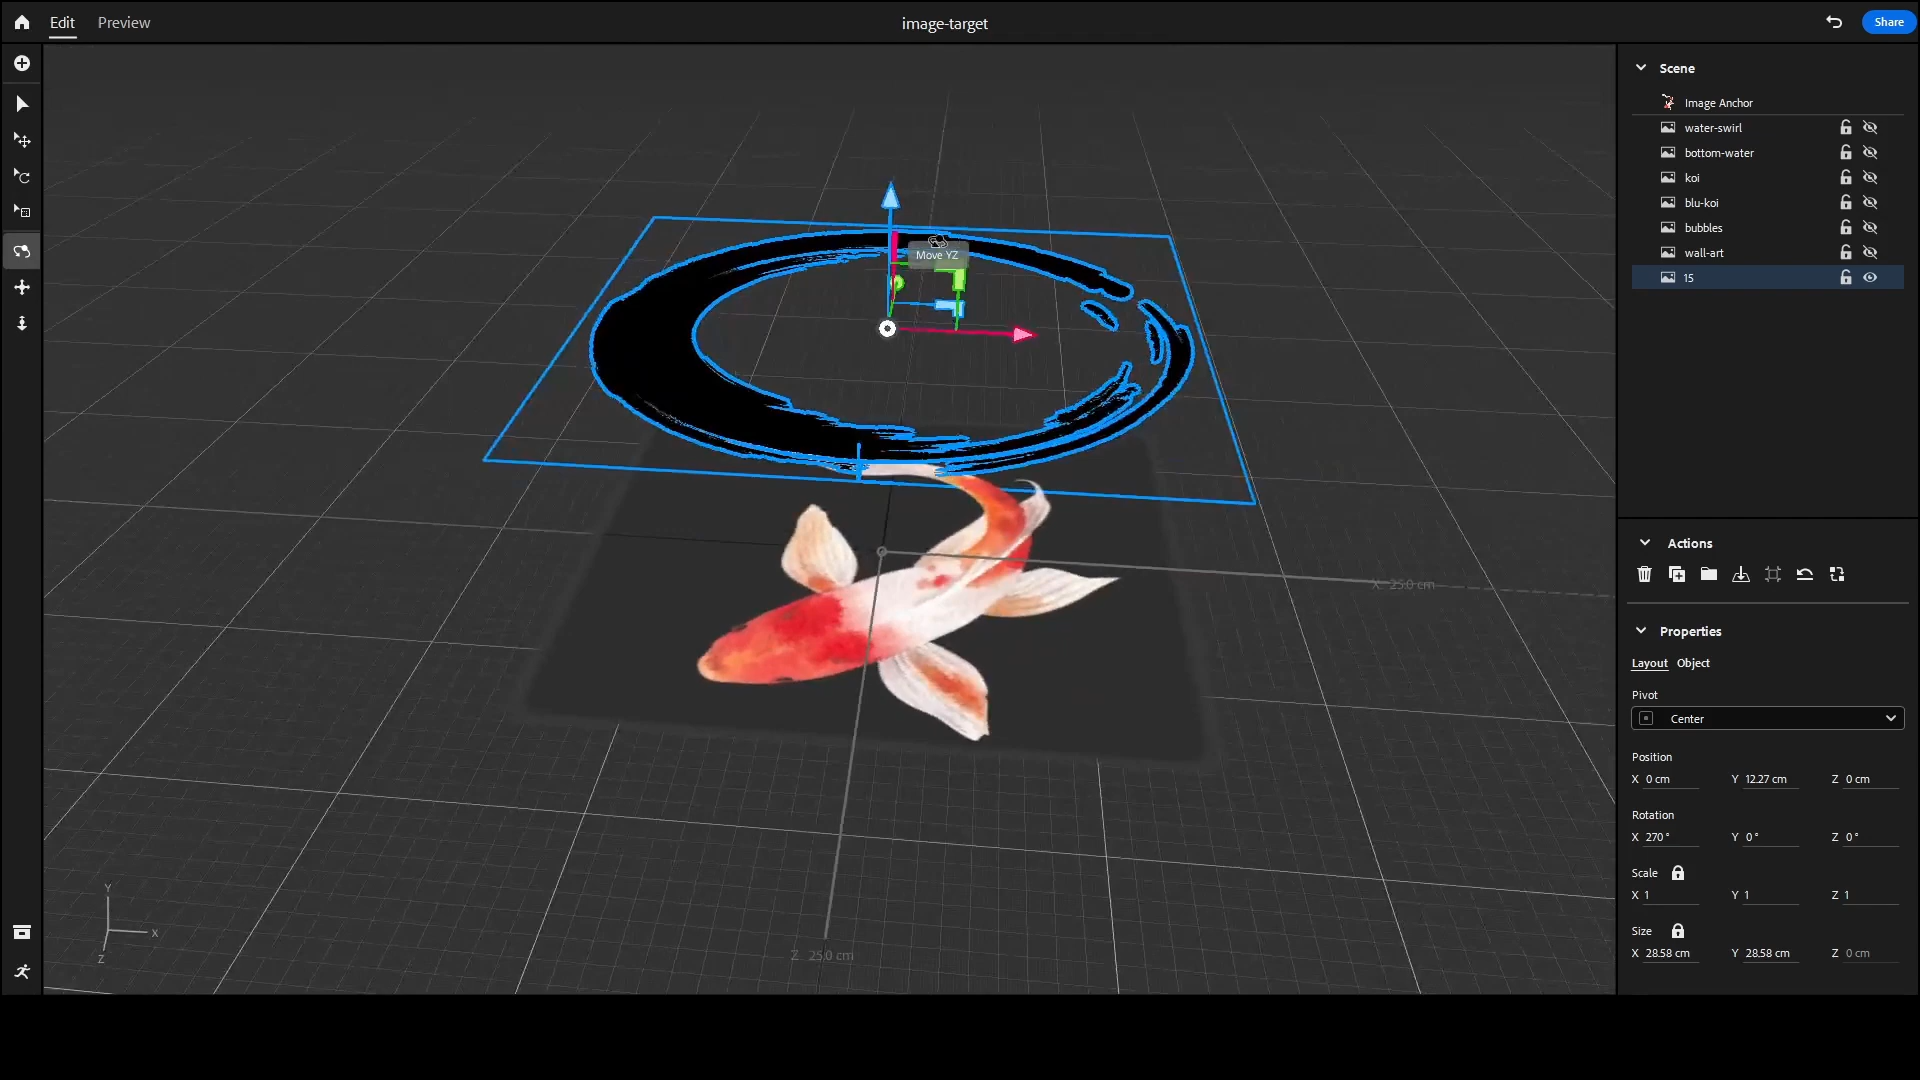 Edit Preview image-target Share
Scene
Image Anchor
water-swirl
bottom-water
koi
blu-koi
bubbles
wall-art
15
Move YZ
Actions
X 25.0 cm
Properties
Layout Object
Pivot
Center
Position
X 0 cm Y 12.27 cm Z 0 cm
Rotation
X 270° Y 0° Z 0°
Scale
X 1 Y 1 Z 1
Size
X 28.58 cm Y 28.58 cm Z 0 cm
Y
X
Z
Z 25.0 cm